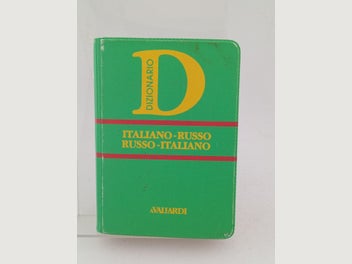 D
DIZIONARIO
ITALIANO-RUSSO
RUSSO-ITALIANO
A.VALLARDI